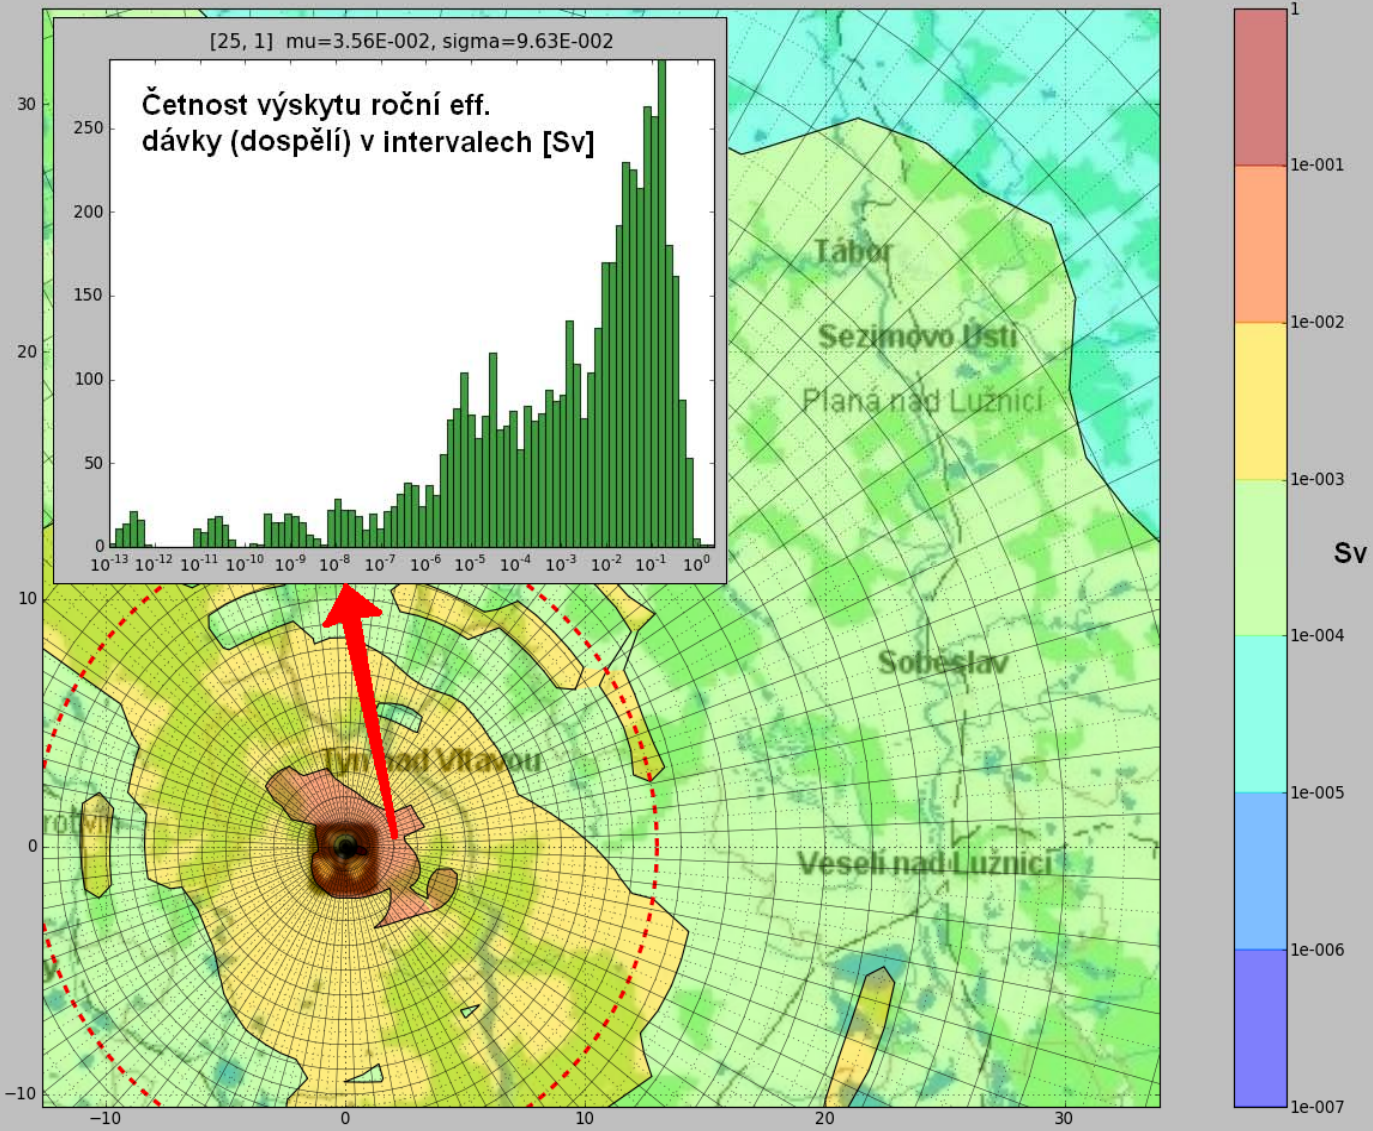 [25, 1]  mu=3.56E-002, sigma=9.63E-002
Četnost výskytu roční eff.
dávky (dospělí) v intervalech [Sv]
250
200
150
100
50
0
10⁻¹³ 10⁻¹² 10⁻¹¹ 10⁻¹⁰ 10⁻⁹ 10⁻⁸ 10⁻⁷ 10⁻⁶ 10⁻⁵ 10⁻⁴ 10⁻³ 10⁻² 10⁻¹ 10⁰
30
20
10
0
−10
−10 0 10 20 30
Tábor
Sezimovo Ústí
Planá nad Lužnicí
Soběslav
Týn nad Vltavou
Veselí nad Lužnicí
1
1e-001
1e-002
1e-003
1e-004
1e-005
1e-006
1e-007
Sv